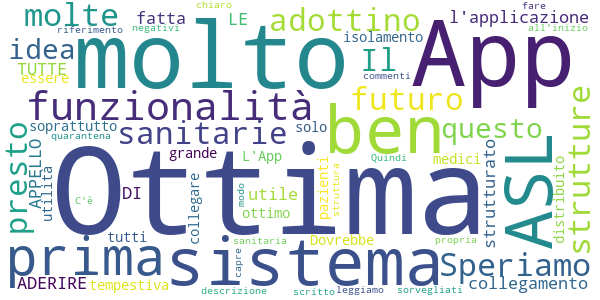 molte
fatta
LE
adottino
l'applicazione
fare
chiaro
riferimento
negativi
all'inizio
idea
molto
isolamento
Il
App
TUTTE
essere
commenti
futuro
strutture
funzionalità
ben
questo
presto
APPELLO
soprattutto
sanitarie
solo
quarantena
ASL
Ottima
grande
L'App
Quindi
medici
strutturato
distribuito
utilità
DI
collegare
utile
pazienti
struttura
C'è
modo
ottimo
prima
tutti
sistema
sanitaria
Dovrebbe
propria
Speriamo
capre
ADERIRE
tempestiva
collegamento
descrizione
scritto
leggiamo
sorvegliati